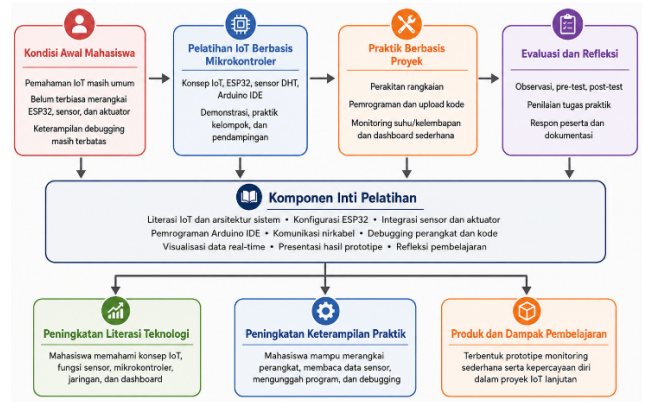 Kondisi Awal Mahasiswa
Pemahaman IoT masih umum
Belum terbiasa merangkai
ESP32, sensor, dan aktuator
Keterampilan debugging
masih terbatas
Pelatihan IoT Berbasis
Mikrokontroler
Konsep IoT, ESP32, sensor DHT,
Arduino IDE
Demonstrasi, praktik
kelompok, dan
pendampingan
Praktik Berbasis
Proyek
Perakitan rangkaian
Pemrograman dan upload kode
Monitoring suhu/kelembapan
dan dashboard sederhana
Evaluasi dan Refleksi
Observasi, pre-test, post-test
Penilaian tugas praktik
Respon peserta dan
dokumentasi
Komponen Inti Pelatihan
Literasi IoT dan arsitektur sistem • Konfigurasi ESP32 • Integrasi sensor dan aktuator
Pemrograman Arduino IDE • Komunikasi nirkabel • Debugging perangkat dan kode
Visualisasi data real-time • Presentasi hasil prototipe • Refleksi pembelajaran
Peningkatan Literasi Teknologi
Mahasiswa memahami konsep IoT,
fungsi sensor, mikrokontroler,
jaringan, dan dashboard
Peningkatan Keterampilan Praktik
Mahasiswa mampu merangkai
perangkat, membaca data sensor,
mengunggah program, dan debugging
Produk dan Dampak Pembelajaran
Terbentuk prototipe monitoring
sederhana serta kepercayaan diri
dalam proyek IoT lanjutan